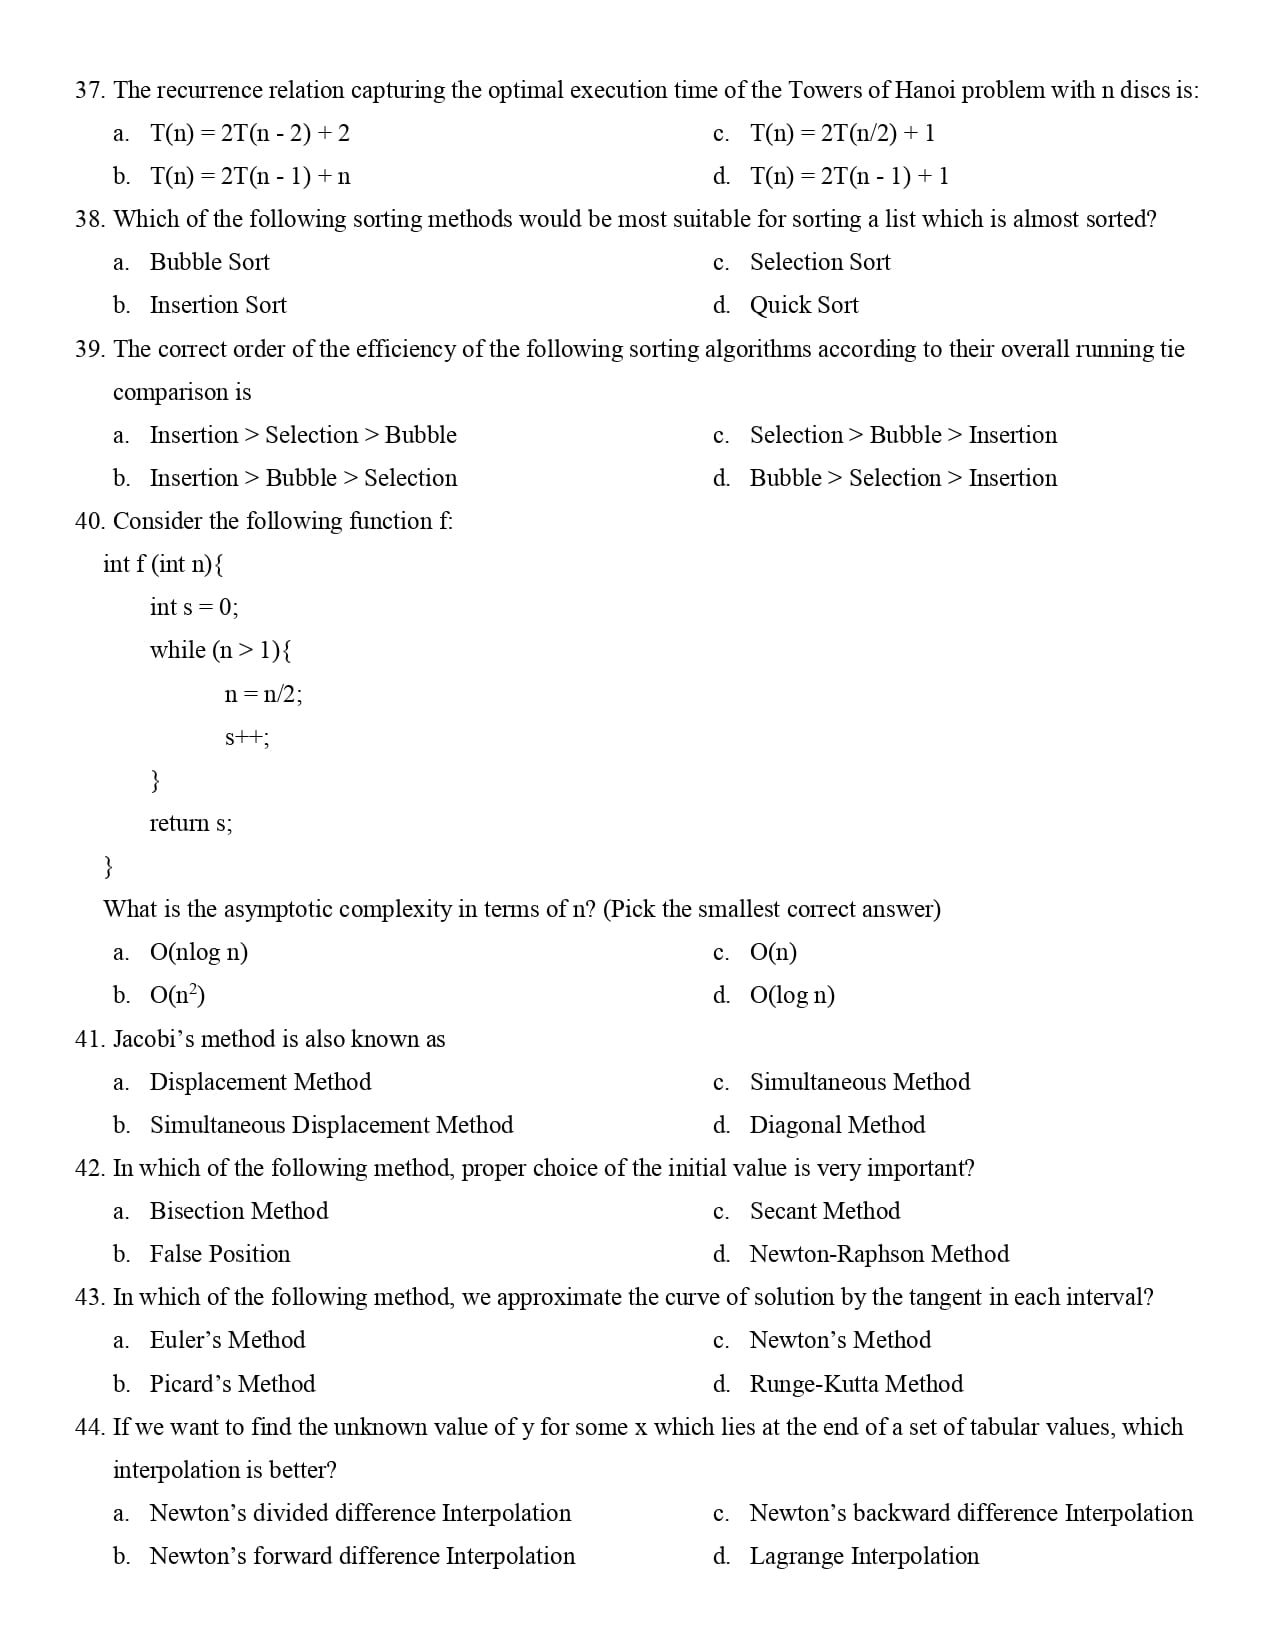 37. The recurrence relation capturing the optimal execution time of the Towers of Hanoi problem with n discs is:
a. T(n) = 2T(n - 2) + 2
c. T(n) = 2T(n/2) + 1
b. T(n) = 2T(n - 1) + n
d. T(n) = 2T(n - 1) + 1
38. Which of the following sorting methods would be most suitable for sorting a list which is almost sorted?
a. Bubble Sort
c. Selection Sort
b. Insertion Sort
d. Quick Sort
39. The correct order of the efficiency of the following sorting algorithms according to their overall running tie
comparison is
a. Insertion > Selection > Bubble
c. Selection > Bubble > Insertion
b. Insertion > Bubble > Selection
d. Bubble > Selection > Insertion
40. Consider the following function f:
int f (int n){
int s = 0;
while (n > 1){
n = n/2;
s++;
}
return s;
}
What is the asymptotic complexity in terms of n? (Pick the smallest correct answer)
a. O(nlog n)
c. O(n)
b. O(n²)
d. O(log n)
41. Jacobi’s method is also known as
a. Displacement Method
c. Simultaneous Method
b. Simultaneous Displacement Method
d. Diagonal Method
42. In which of the following method, proper choice of the initial value is very important?
a. Bisection Method
c. Secant Method
b. False Position
d. Newton-Raphson Method
43. In which of the following method, we approximate the curve of solution by the tangent in each interval?
a. Euler’s Method
c. Newton’s Method
b. Picard’s Method
d. Runge-Kutta Method
44. If we want to find the unknown value of y for some x which lies at the end of a set of tabular values, which
interpolation is better?
a. Newton’s divided difference Interpolation
c. Newton’s backward difference Interpolation
b. Newton’s forward difference Interpolation
d. Lagrange Interpolation